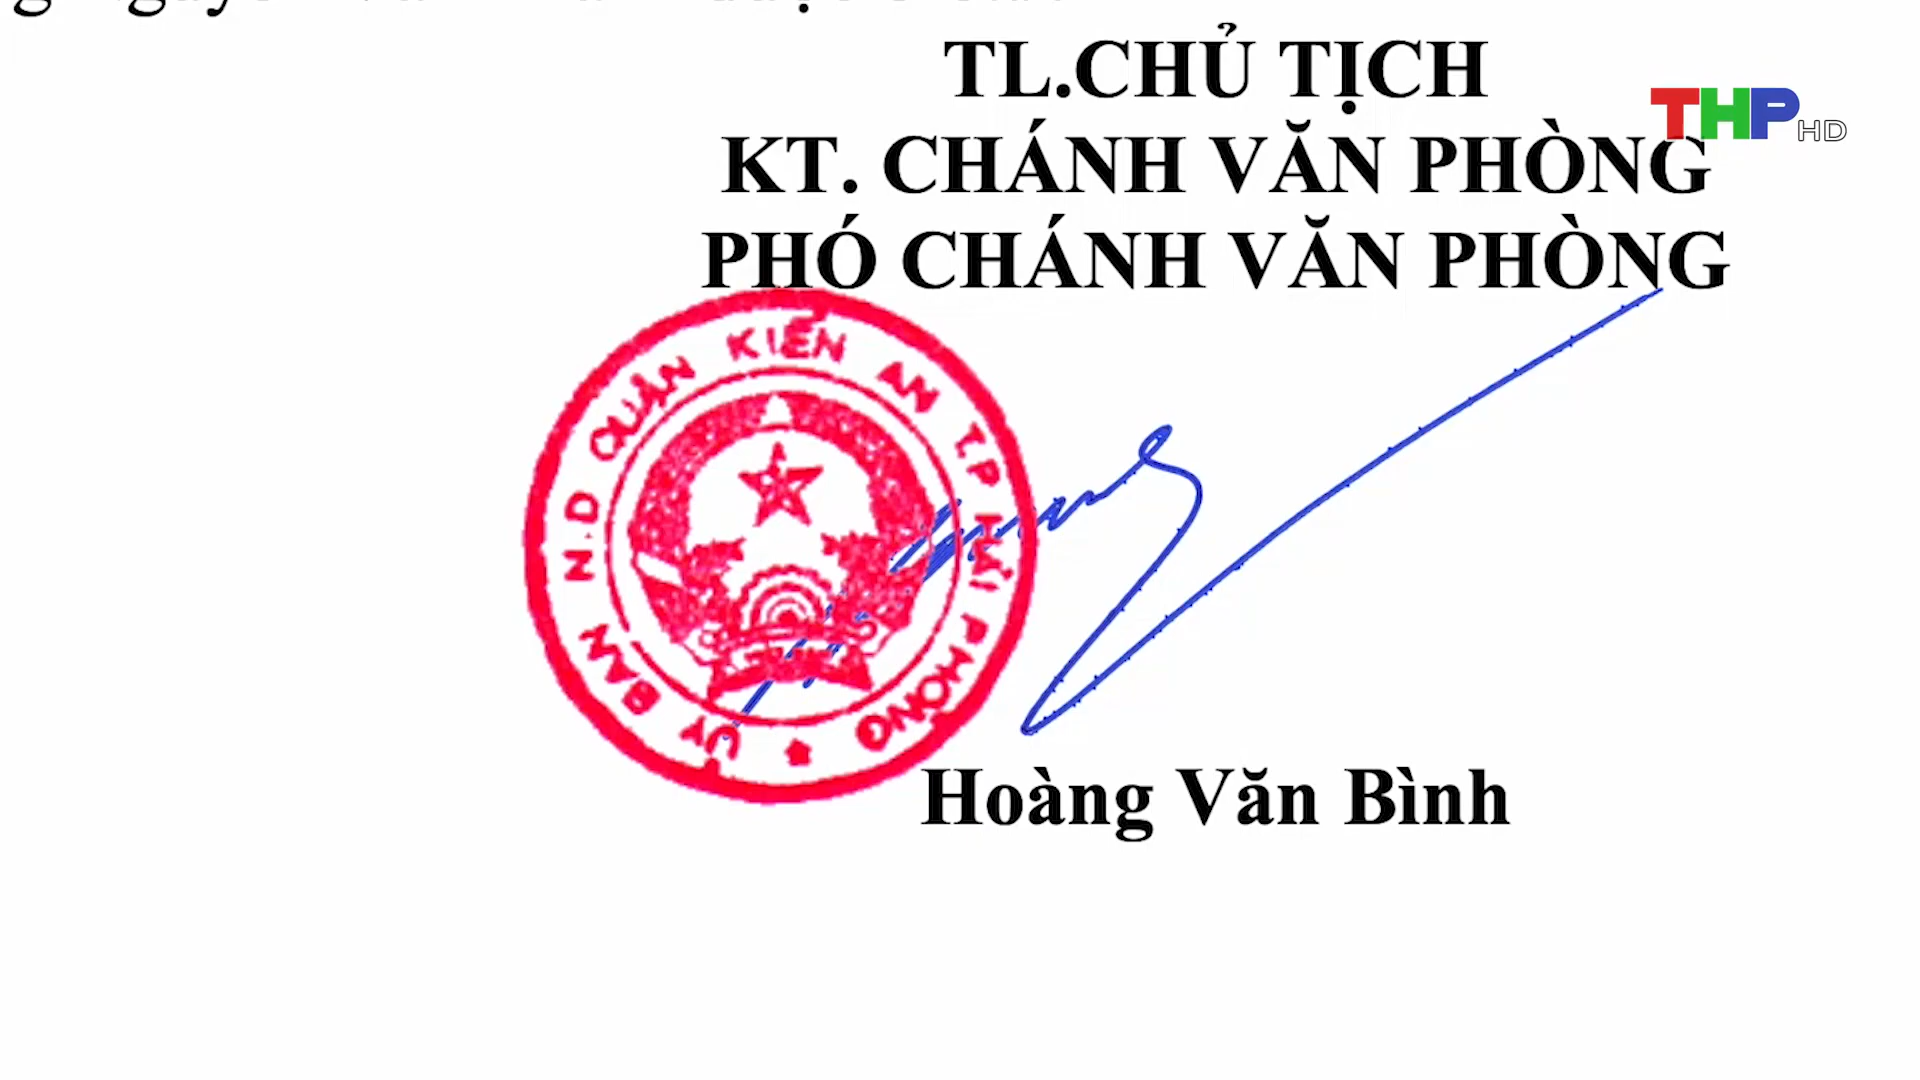 TL.CHỦ TỊCH
THP HD
KT. CHÁNH VĂN PHÒNG
PHÓ CHÁNH VĂN PHÒNG
ỦY BAN N.D QUẬN KIẾN AN T.P HẢI PHÒNG
Hoàng Văn Bình